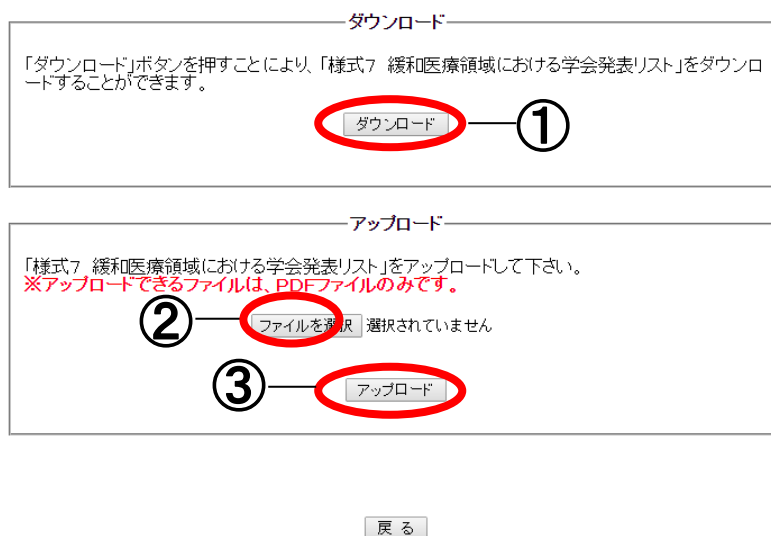 ダウンロード
「ダウンロード」ボタンを押すことにより、「様式7 緩和医療領域における学会発表リスト」をダウンロ
ードすることができます。
ダウンロード ①
アップロード
「様式7 緩和医療領域における学会発表リスト」をアップロードして下さい。
※アップロードできるファイルは、PDFファイルのみです。
② ファイルを選択 選択されていません
③ アップロード
戻る